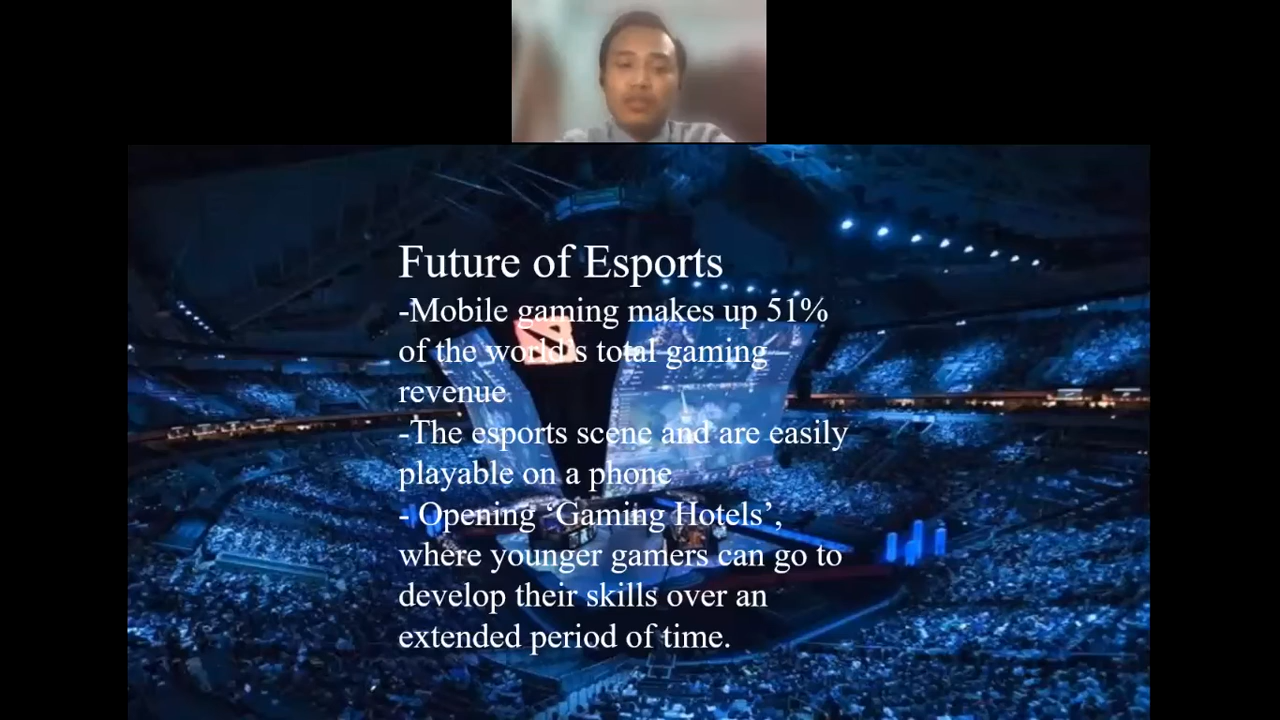 Future of Esports
-Mobile gaming makes up 51%
of the world's total gaming
revenue
-The esports scene and are easily
playable on a phone
- Opening ‘Gaming Hotels’,
where younger gamers can go to
develop their skills over an
extended period of time.